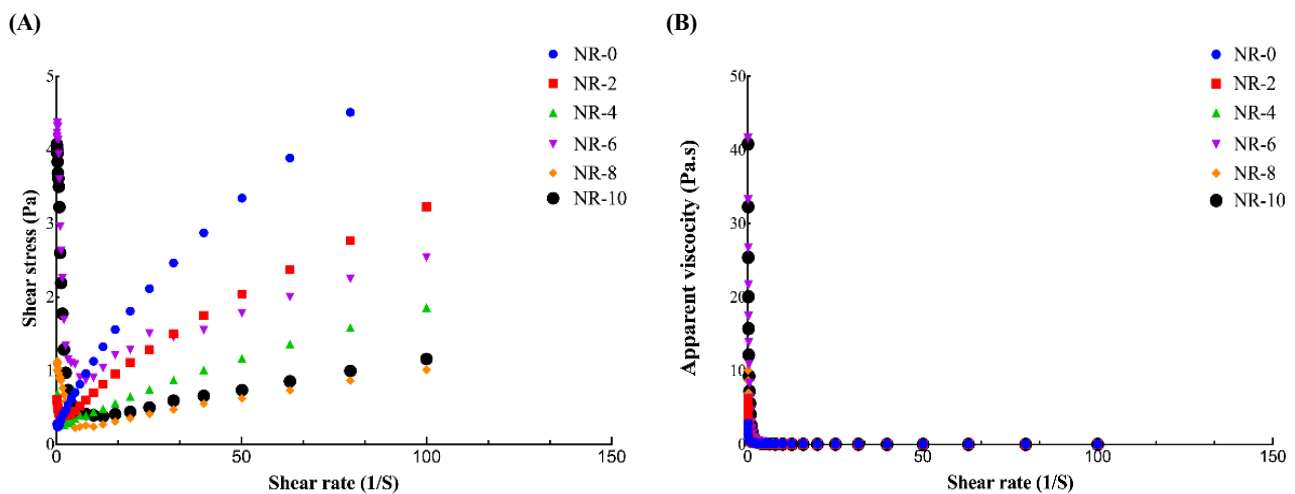 (A)
NR-0
NR-2
NR-4
NR-6
NR-8
NR-10
Shear stress (Pa)
5
4
3
2
1
0
0
50
100
150
Shear rate (1/S)
(B)
NR-0
NR-2
NR-4
NR-6
NR-8
NR-10
Apparent viscocity (Pa.s)
50
40
30
20
10
0
0
50
100
150
Shear rate (1/S)